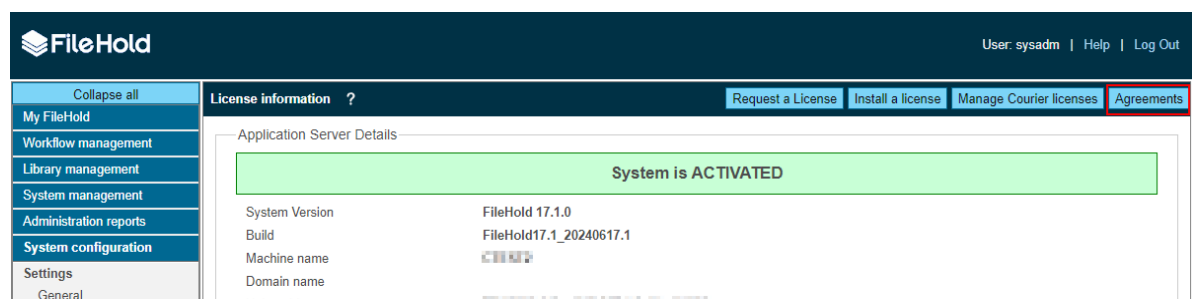 FileHold
User: sysadm | Help | Log Out
Collapse all
License information ? Request a License Install a license Manage Courier licenses Agreements
My FileHold
Workflow management
Library management
System management
Administration reports
System configuration
Settings
General
Application Server Details
System is ACTIVATED
System Version FileHold 17.1.0
Build FileHold17.1_20240617.1
Machine name
Domain name